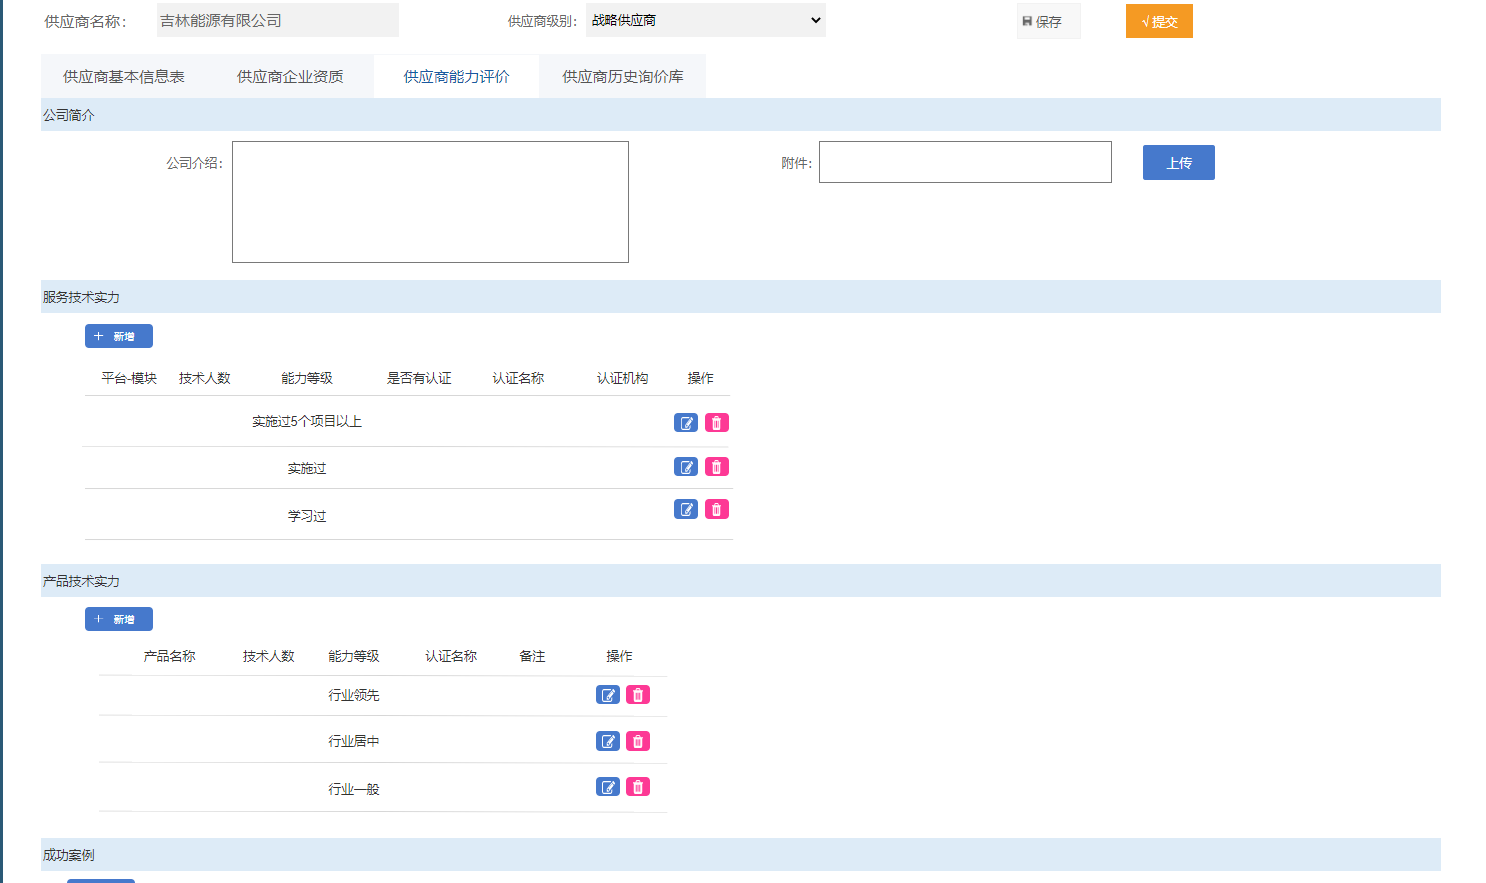 供应商名称： 吉林能源有限公司 供应商级别： 战略供应商 保存 √提交
供应商基本信息表 供应商企业资质 供应商能力评价 供应商历史询价库
公司简介
公司介绍： 附件： 上传
服务技术实力
+ 新增
平台-模块 技术人数 能力等级 是否有认证 认证名称 认证机构 操作
实施过5个项目以上
实施过
学习过
产品技术实力
+ 新增
产品名称 技术人数 能力等级 认证名称 备注 操作
行业领先
行业居中
行业一般
成功案例